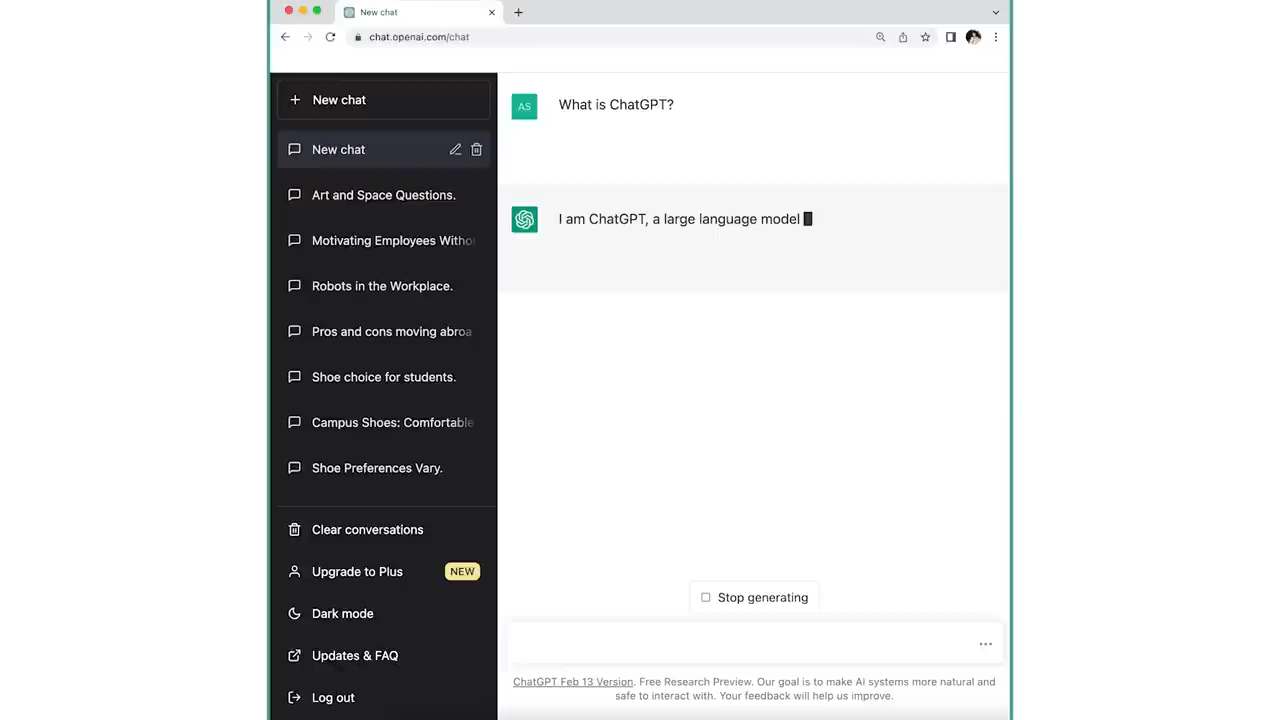 New chat
chat.openai.com/chat
New chat
New chat
Art and Space Questions.
Motivating Employees Witho
Robots in the Workplace.
Pros and cons moving abroa
Shoe choice for students.
Campus Shoes: Comfortable
Shoe Preferences Vary.
Clear conversations
Upgrade to Plus NEW
Dark mode
Updates & FAQ
Log out
AS What is ChatGPT?
I am ChatGPT, a large language model
Stop generating
ChatGPT Feb 13 Version. Free Research Preview. Our goal is to make AI systems more natural and
safe to interact with. Your feedback will help us improve.